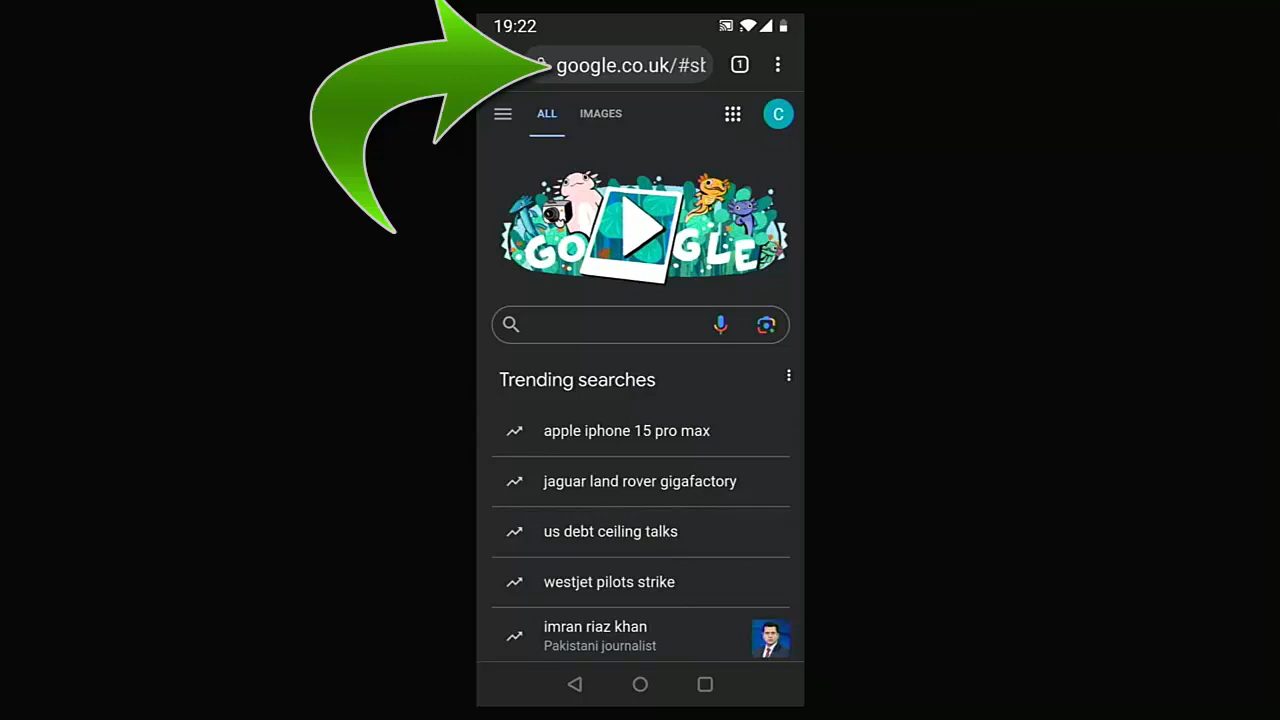 19:22
google.co.uk/#sb
1
ALL IMAGES
C
GOOGLE
Trending searches
apple iphone 15 pro max
jaguar land rover gigafactory
us debt ceiling talks
westjet pilots strike
imran riaz khan
Pakistani journalist